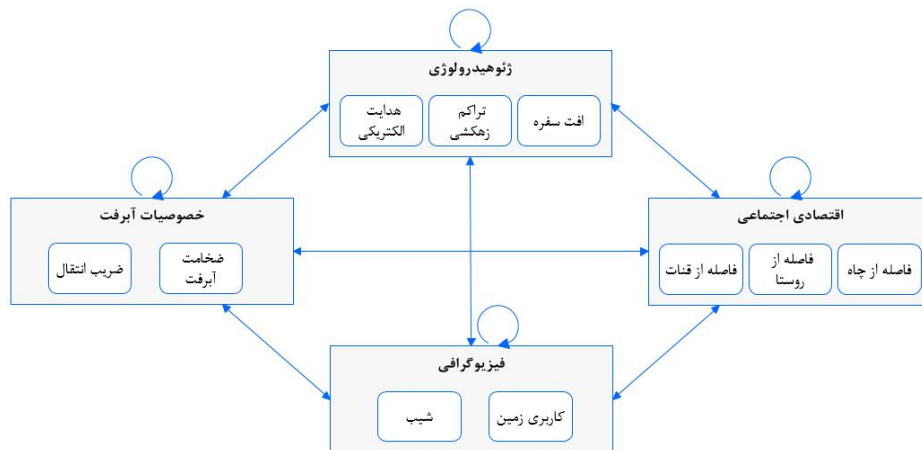 ژئوهیدرولوژی
افت سفره
تراکم
زهکشی
هدایت
الکتریکی
اقتصادی اجتماعی
فاصله از چاه
فاصله از
روستا
فاصله از قنات
خصوصیات آبرفت
ضخامت
آبرفت
ضریب انتقال
فیزیوگرافی
کاربری زمین
شیب